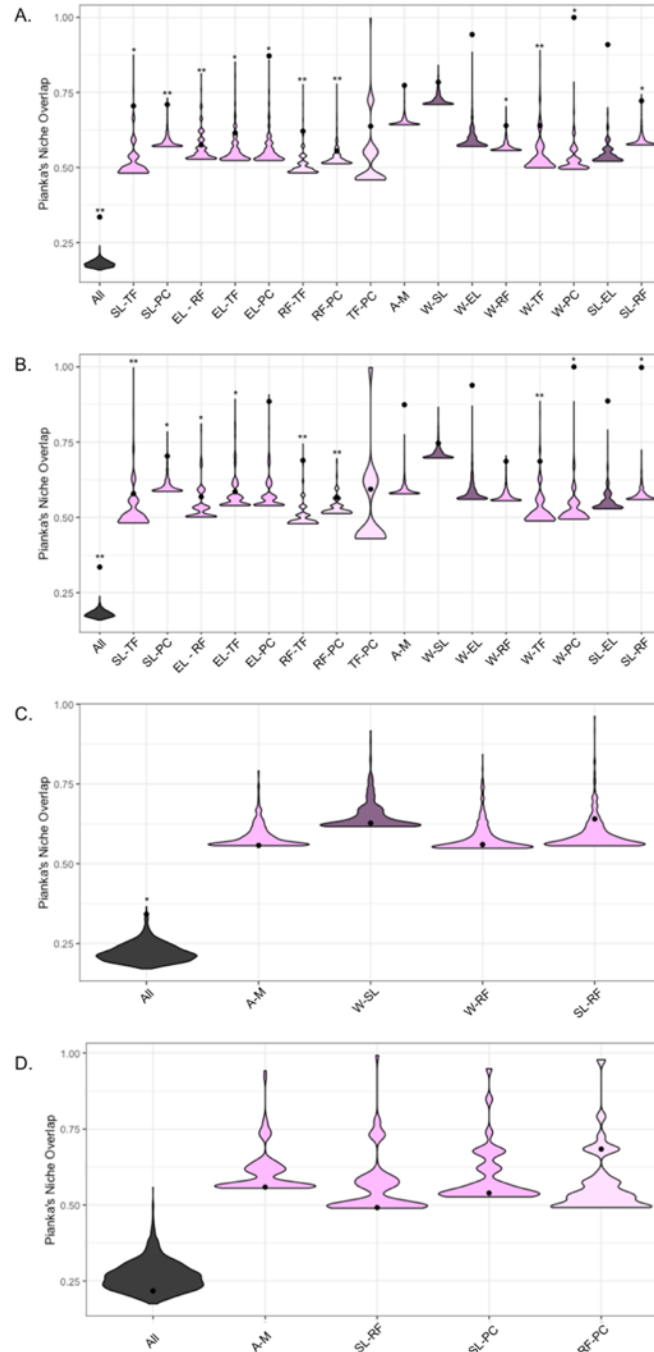 A.
Pianka's Niche Overlap
1.00
0.75
0.50
0.25
** * ** ** * * ** ** * ** * *
All SL-TF SL-PC EL - RF EL-TF EL-PC RF-TF RF-PC TF-PC A-M W-SL W-EL W-RF W-TF W-PC SL-EL SL-RF
B.
Pianka's Niche Overlap
1.00
0.75
0.50
0.25
** ** * * * ** ** ** * *
All SL-TF SL-PC EL - RF EL-TF EL-PC RF-TF RF-PC TF-PC A-M W-SL W-EL W-RF W-TF W-PC SL-EL SL-RF
C.
Pianka's Niche Overlap
1.00
0.75
0.50
0.25
*
All A-M W-SL W-RF SL-RF
D.
Pianka's Niche Overlap
1.00
0.75
0.50
0.25
All A-M SL-RF SL-PC RF-PC